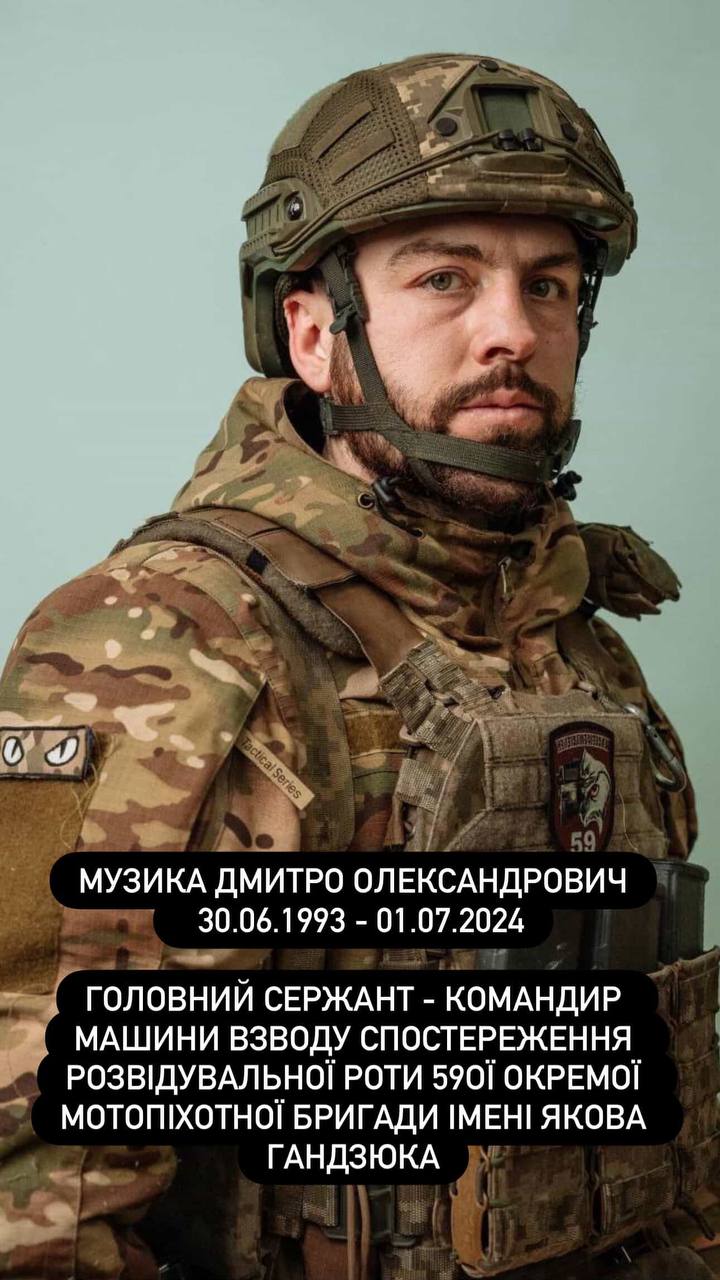 Tactical Series
59
МУЗИКА ДМИТРО ОЛЕКСАНДРОВИЧ
30.06.1993 - 01.07.2024
ГОЛОВНИЙ СЕРЖАНТ - КОМАНДИР
МАШИНИ ВЗВОДУ СПОСТЕРЕЖЕННЯ
РОЗВІДУВАЛЬНОЇ РОТИ 59ОЇ ОКРЕМОЇ
МОТОПІХОТНОЇ БРИГАДИ ІМЕНІ ЯКОВА
ГАНДЗЮКА